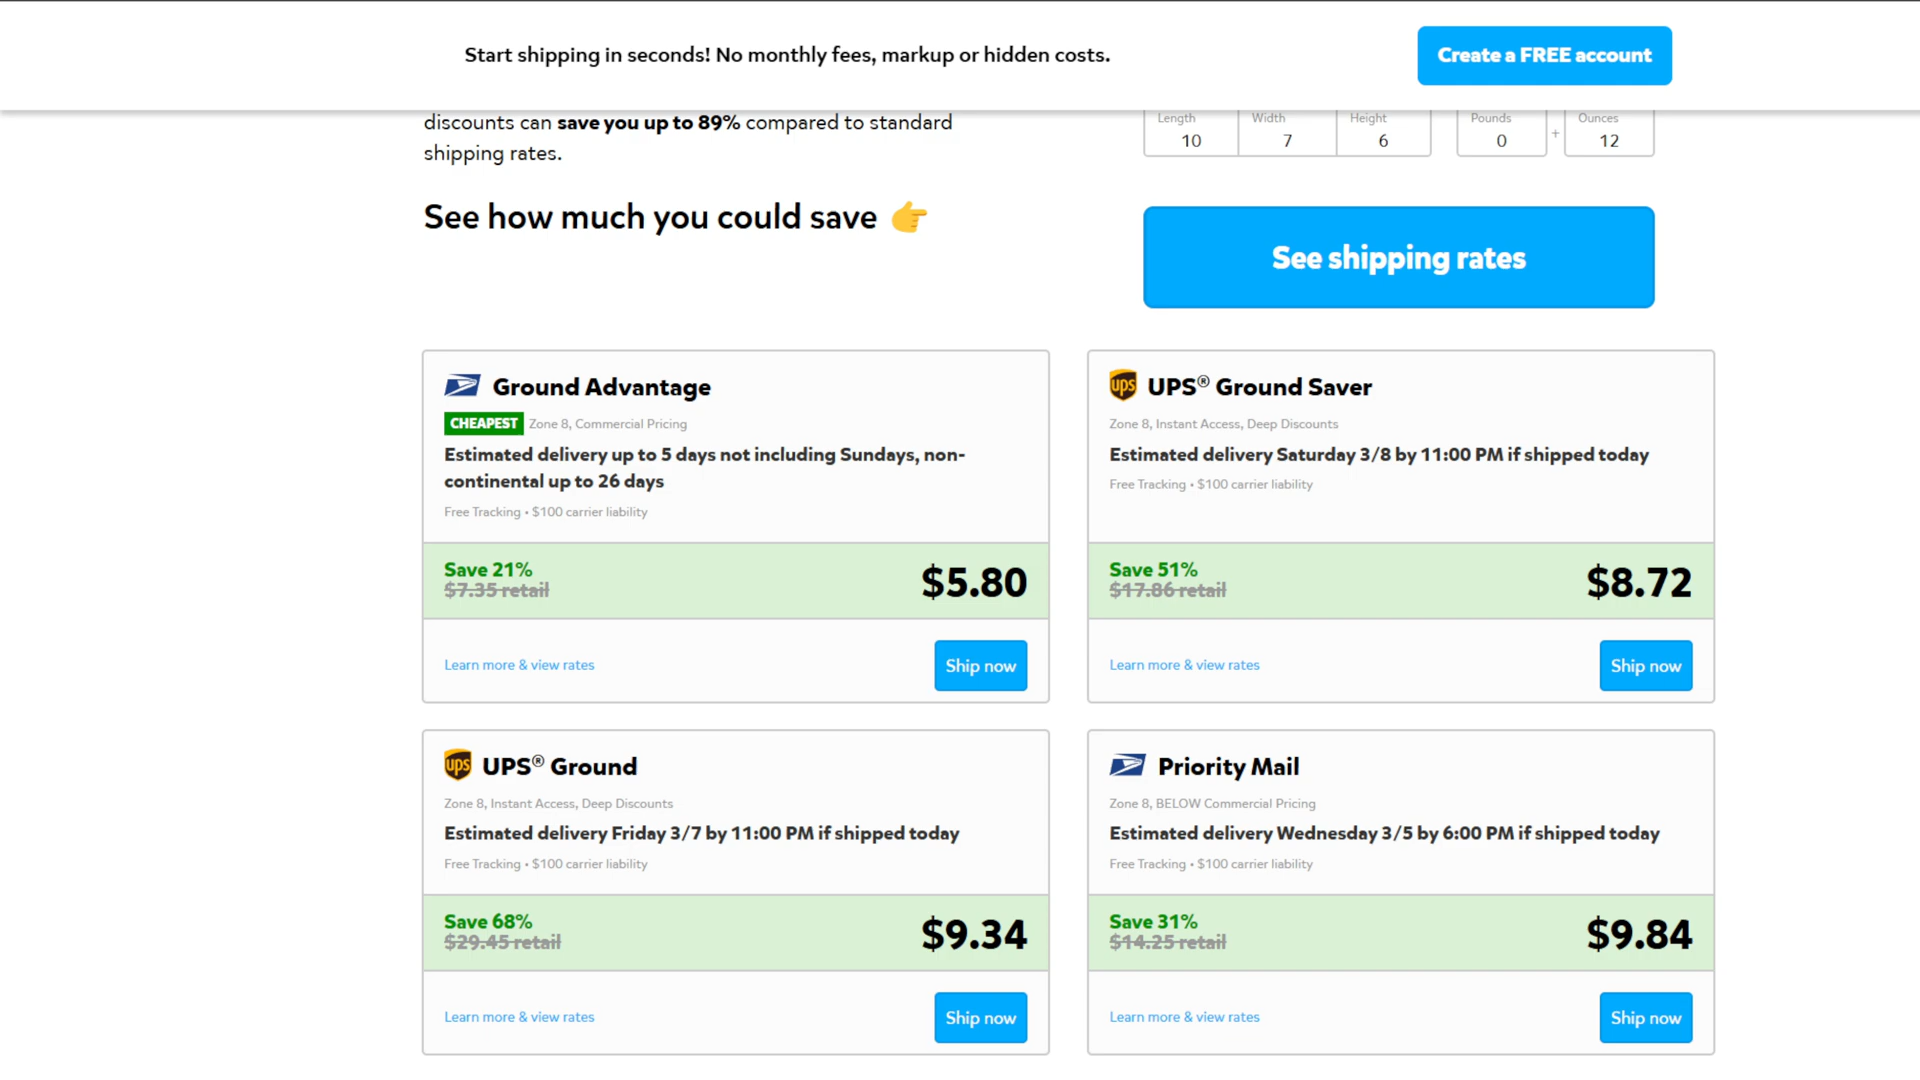 Start shipping in seconds! No monthly fees, markup or hidden costs.
Create a FREE account
discounts can save you up to 89% compared to standard
shipping rates.
Length
Width
Height
Pounds
Ounces
10
7
6
0
+
12
See how much you could save 👉
See shipping rates
Ground Advantage
CHEAPEST Zone 8, Commercial Pricing
Estimated delivery up to 5 days not including Sundays, non-
continental up to 26 days
Free Tracking • $100 carrier liability
Save 21%
$7.35 retail
$5.80
Learn more & view rates
Ship now
ups UPS® Ground Saver
Zone 8, Instant Access, Deep Discounts
Estimated delivery Saturday 3/8 by 11:00 PM if shipped today
Free Tracking • $100 carrier liability
Save 51%
$17.86 retail
$8.72
Learn more & view rates
Ship now
ups UPS® Ground
Zone 8, Instant Access, Deep Discounts
Estimated delivery Friday 3/7 by 11:00 PM if shipped today
Free Tracking • $100 carrier liability
Save 68%
$29.45 retail
$9.34
Learn more & view rates
Ship now
Priority Mail
Zone 8, BELOW Commercial Pricing
Estimated delivery Wednesday 3/5 by 6:00 PM if shipped today
Free Tracking • $100 carrier liability
Save 31%
$14.25 retail
$9.84
Learn more & view rates
Ship now